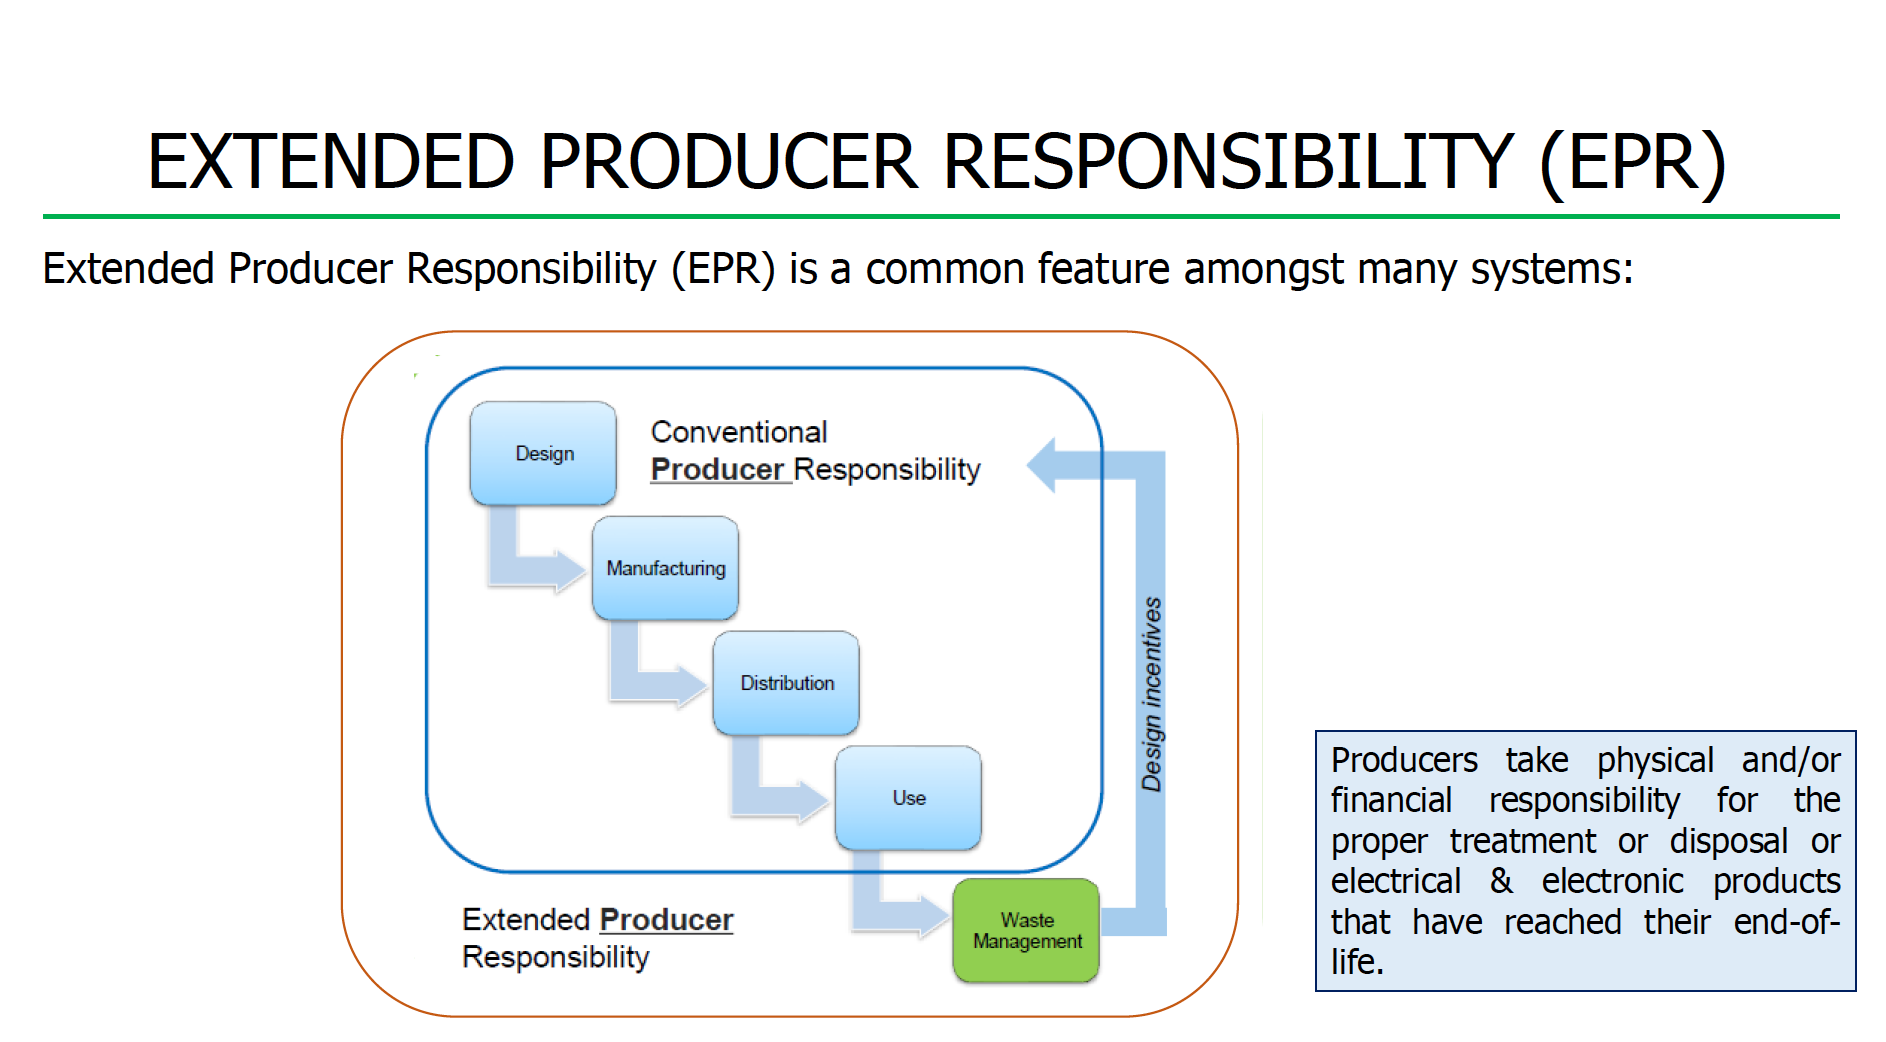 EXTENDED PRODUCER RESPONSIBILITY (EPR)
Extended Producer Responsibility (EPR) is a common feature amongst many systems:
Design
Conventional
Producer Responsibility
Manufacturing
Distribution
Use
Design incentives
Extended Producer
Responsibility
Waste
Management
Producers take physical and/or
financial responsibility for the
proper treatment or disposal or
electrical & electronic products
that have reached their end-of-
life.